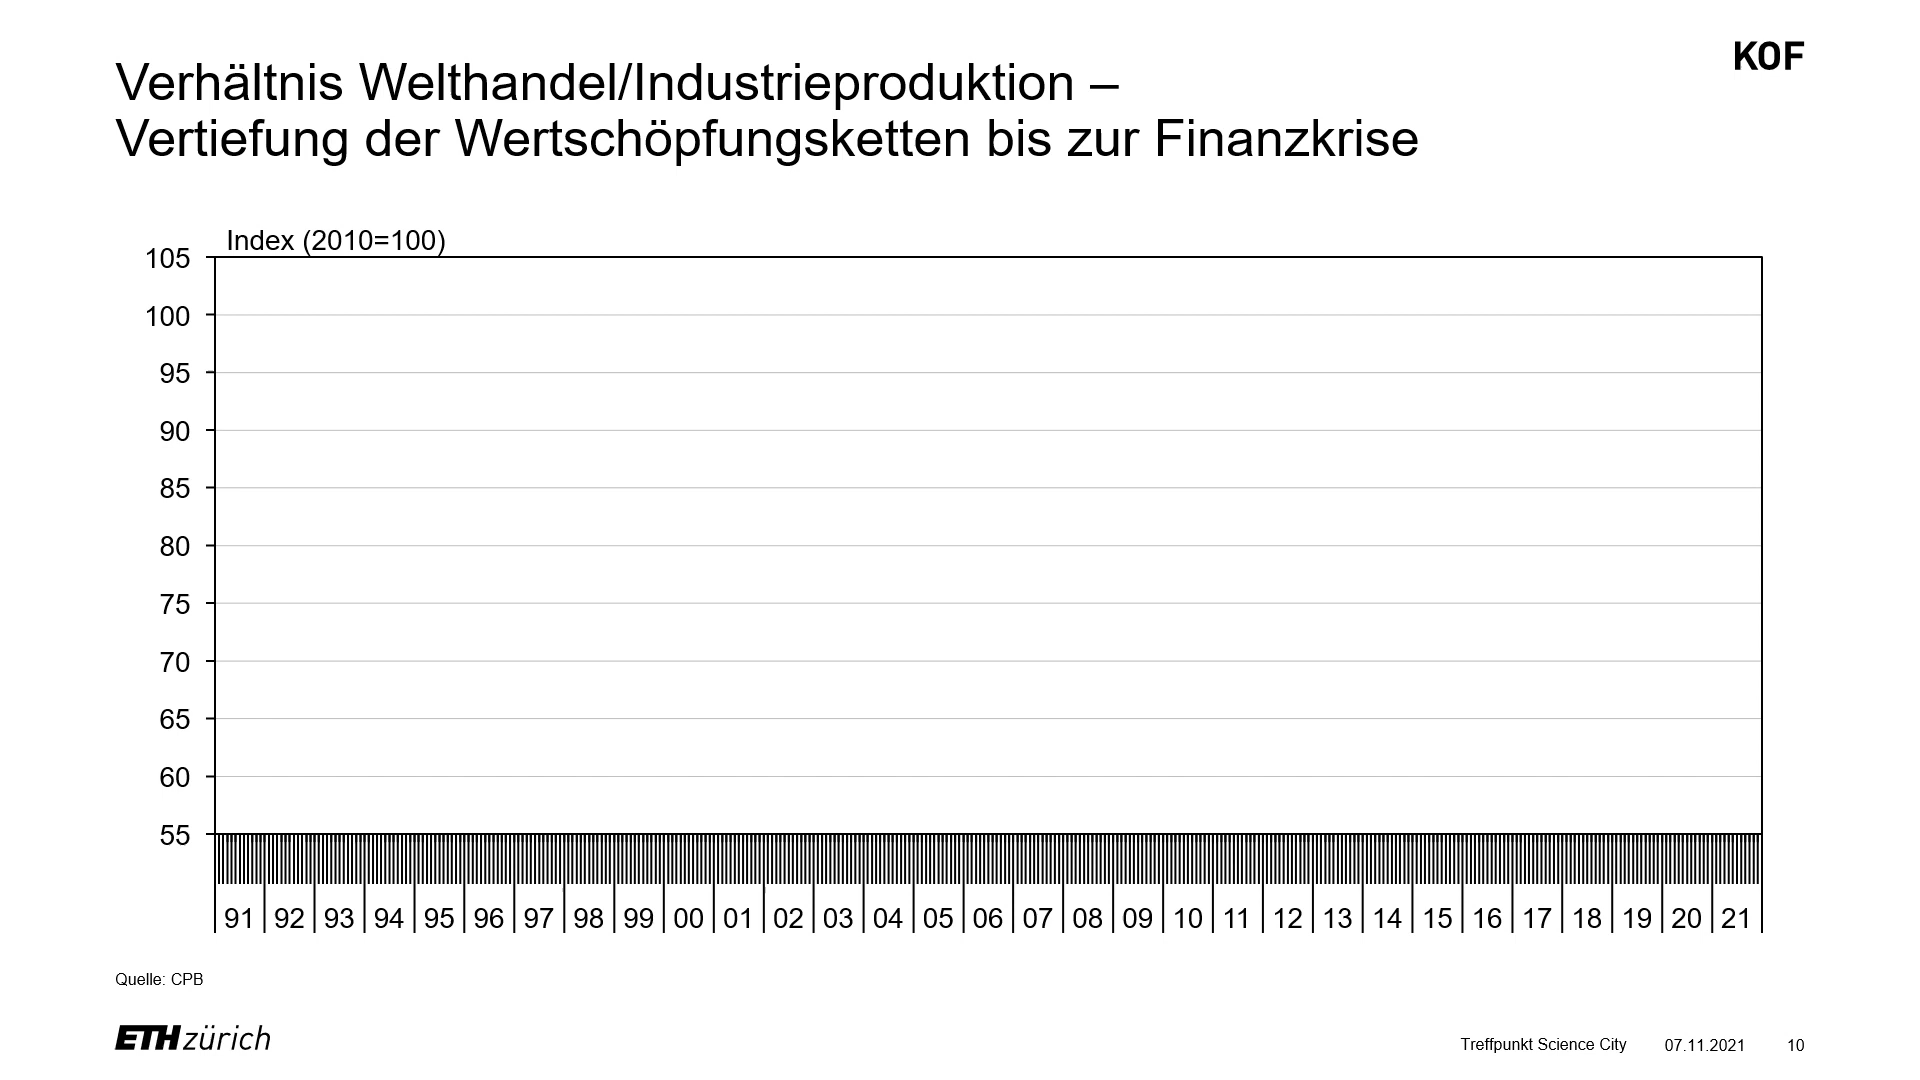 KOF
Verhältnis Welthandel/Industrieproduktion –
Vertiefung der Wertschöpfungsketten bis zur Finanzkrise
Index (2010=100)
105
100
95
90
85
80
75
70
65
60
55
91 92 93 94 95 96 97 98 99 00 01 02 03 04 05 06 07 08 09 10 11 12 13 14 15 16 17 18 19 20 21
Quelle: CPB
ETH zürich
Treffpunkt Science City 07.11.2021 10